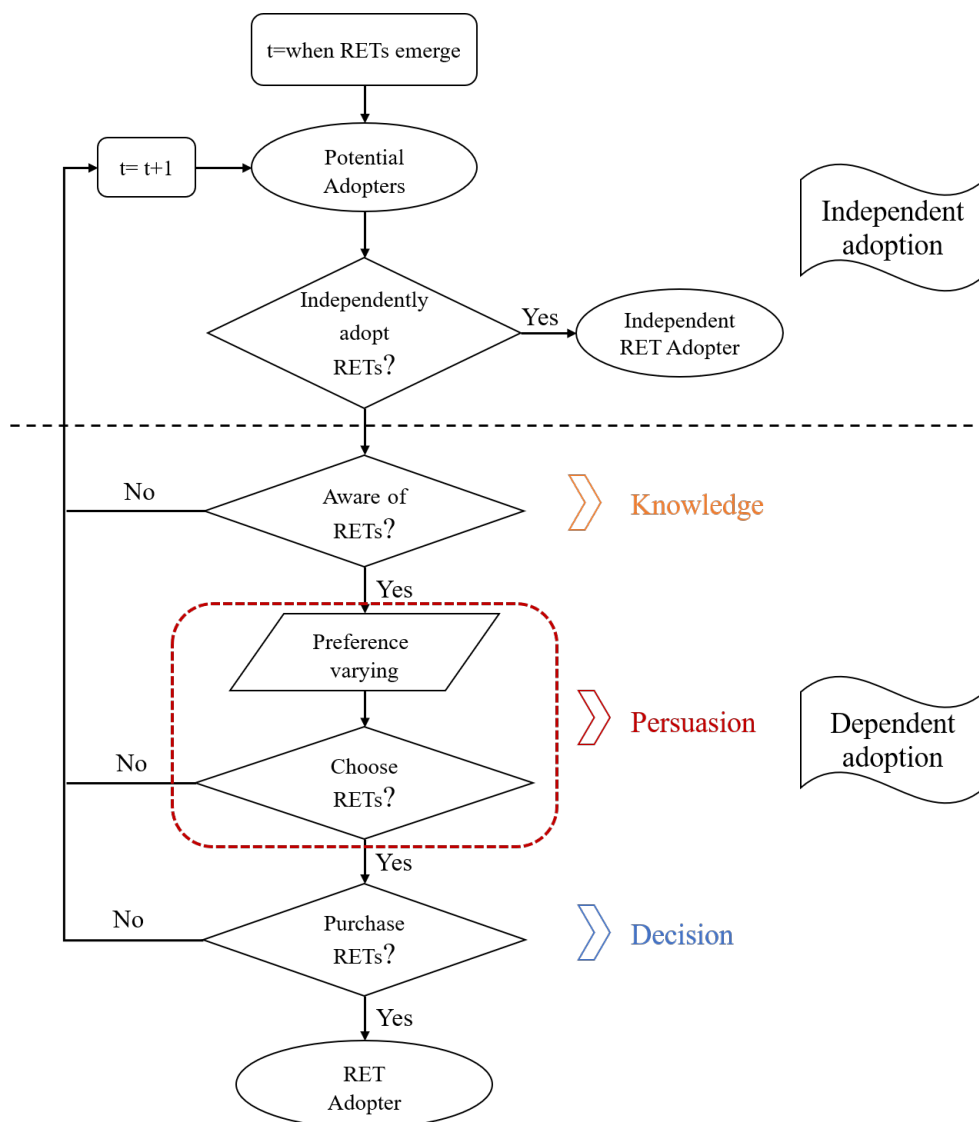 t=when RETs emerge
t= t+1
Potential
Adopters
Independent
adoption
Independently
adopt
RETs?
Yes
Independent
RET Adopter
No
Aware of
RETs?
Knowledge
Yes
Preference
varying
Persuasion
Dependent
adoption
No
Choose
RETs?
Yes
No
Purchase
RETs?
Decision
Yes
RET
Adopter